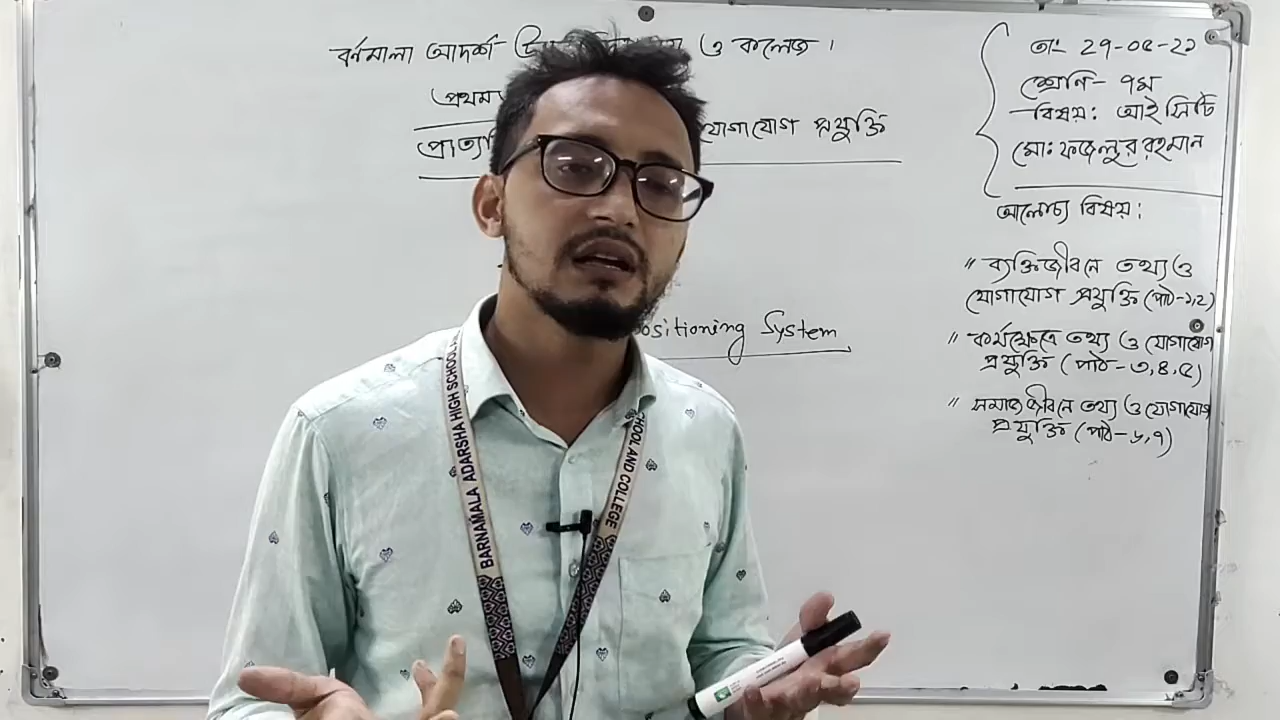 বর্ণমালা আদর্শ ও কলেজ।
প্রথম
যোগাযোগ প্রযুক্তি
ositioning System
তাং 29-05-22
শ্রেনি- ৭ম
বিষয়: আইসিটি
মোঃ ফজলুর রহমান
আলোচ্য বিষয়:
" ব্যক্তিজীবনে তথ্য ও
যোগাযোগ প্রযুক্তি (পাঠ-১,২)
" কর্মক্ষেত্রে তথ্য ও যোগাযোগ
প্রযুক্তি (পাঠ-৩,৪,৫)
" সমাজজীবনে তথ্য ও যোগাযোগ
প্রযুক্তি (পাঠ-৬,৭)
BARNAMALA ADARSHA HIGH SCHOOL A
CHOOL AND COLLEGE